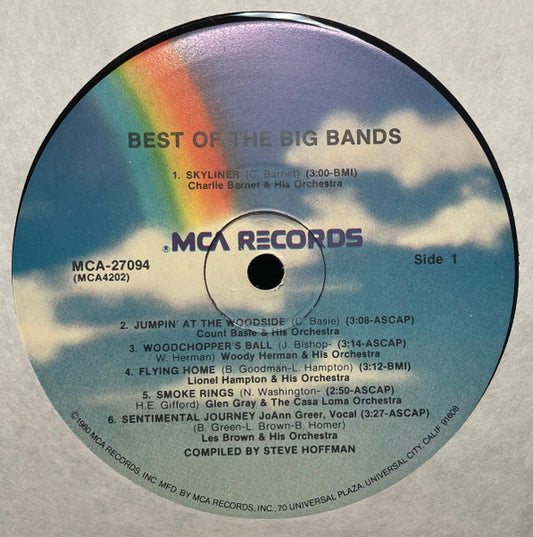 BEST OF THE BIG BANDS
1. SKYLINER (C. Barnet) (3:00-BMI)
Charlie Barnet & His Orchestra
® MCA RECORDS
MCA-27094
(MCA4202)
Side 1
2. JUMPIN' AT THE WOODSIDE (C. Basie) (3:08-ASCAP)
Count Basie & His Orchestra
3. WOODCHOPPER'S BALL (J. Bishop- (3:14-ASCAP)
W. Herman) Woody Herman & His Orchestra
4. FLYING HOME (B. Goodman-L. Hampton) (3:12-BMI)
Lionel Hampton & His Orchestra
5. SMOKE RINGS (N. Washington- (2:50-ASCAP)
H.E. Gifford) Glen Gray & The Casa Loma Orchestra
6. SENTIMENTAL JOURNEY JoAnn Greer, Vocal (3:27-ASCAP)
(B. Green-L. Brown-B. Homer)
Les Brown & His Orchestra
COMPILED BY STEVE HOFFMAN
©1980 MCA RECORDS, INC. MFD. BY MCA RECORDS, INC., 70 UNIVERSAL PLAZA, UNIVERSAL CITY, CALIF. 91608